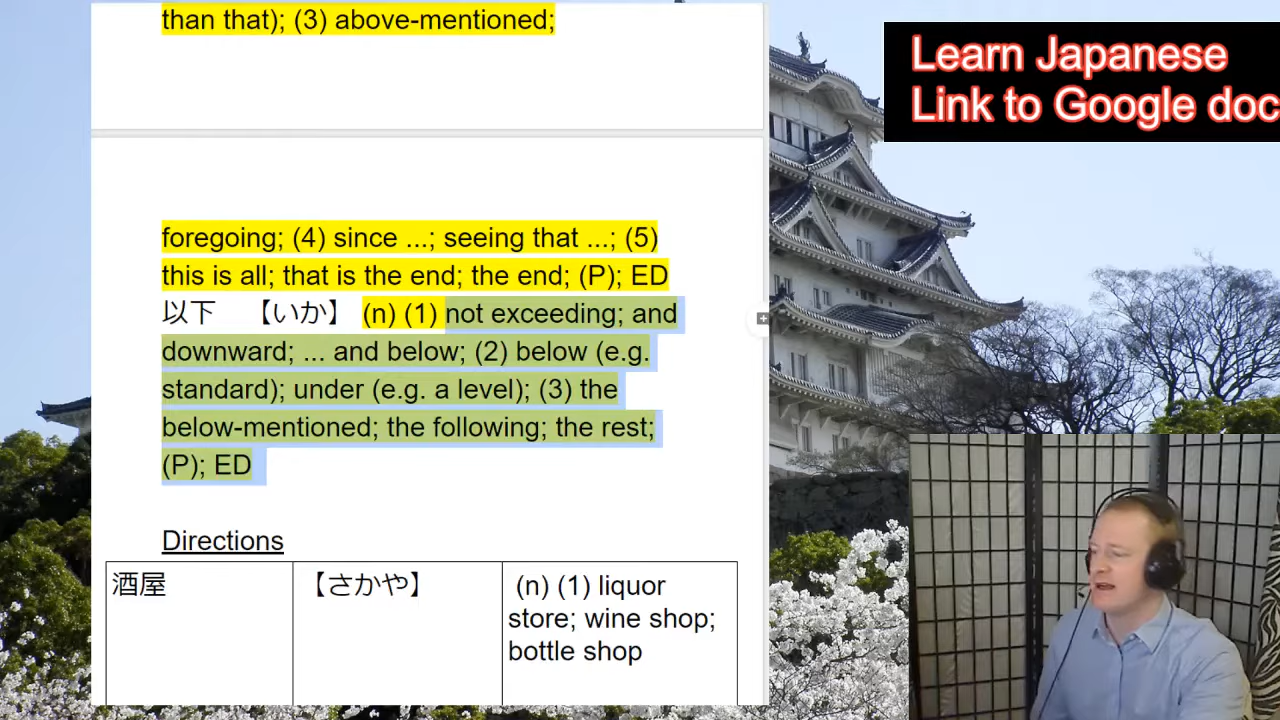 than that); (3) above-mentioned;
Learn Japanese
Link to Google doc
foregoing; (4) since ...; seeing that ...; (5)
this is all; that is the end; the end; (P); ED
以下　【いか】 (n) (1) not exceeding; and
downward; ... and below; (2) below (e.g.
standard); under (e.g. a level); (3) the
below-mentioned; the following; the rest;
(P); ED
Directions
酒屋
【さかや】
(n) (1) liquor
store; wine shop;
bottle shop